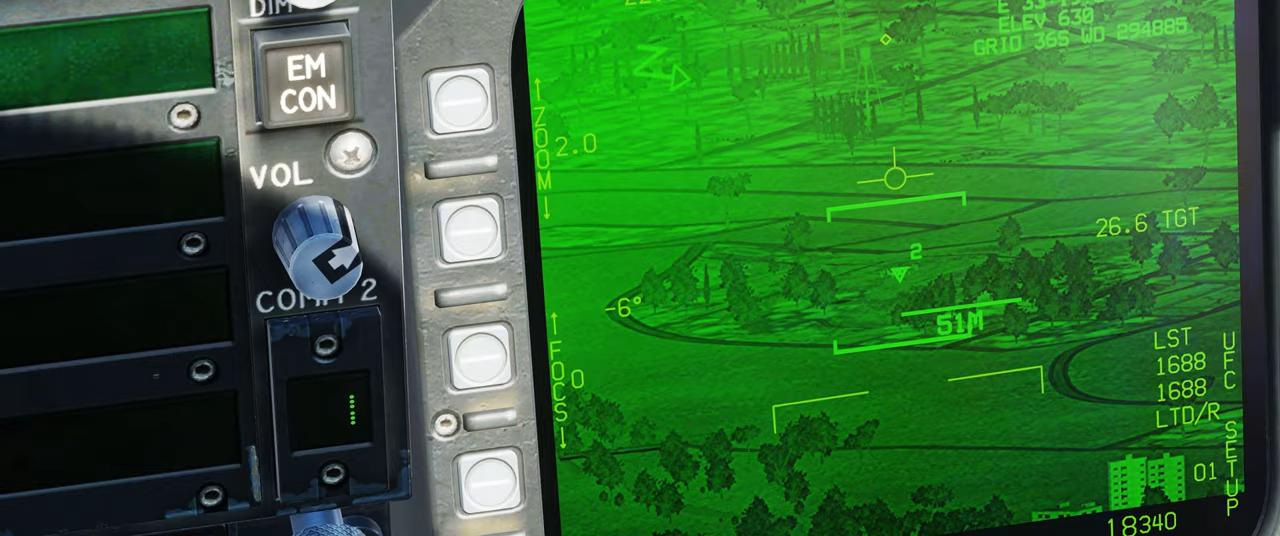 DIM
EM
CON
VOL
COMM 2
ZOOM
2.0
FOCS
0
-6°
ELEV 630
GRID 36S WD 294885
26.6 TGT
2
51M
LST
1688
1688
LTD/R
UFC
SETUP
01
18340